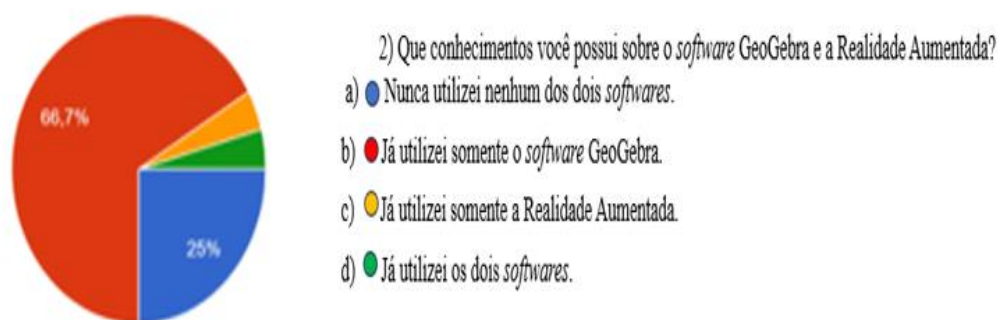 2) Que conhecimentos você possui sobre o software GeoGebra e a Realidade Aumentada?
a) Nunca utilizei nenhum dos dois softwares.
b) Já utilizei somente o software GeoGebra.
c) Já utilizei somente a Realidade Aumentada.
d) Já utilizei os dois softwares.
66,7%
25%